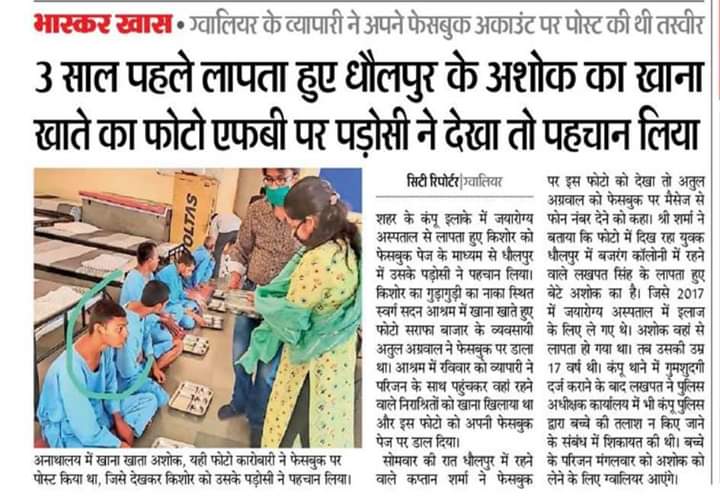 भास्कर खास • ग्वालियर के व्यापारी ने अपने फेसबुक अकाउंट पर पोस्ट की थी तस्वीर
3 साल पहले लापता हुए धौलपुर के अशोक का खाना
खाते का फोटो एफबी पर पड़ोसी ने देखा तो पहचान लिया
VOLTAS
अनाथालय में खाना खाता अशोक, यही फोटो कारोबारी ने फेसबुक पर
पोस्ट किया था, जिसे देखकर किशोर को उसके पड़ोसी ने पहचान लिया।
सिटी रिपोर्टर|ग्वालियर
शहर के कंपू इलाके में जयारोग्य
अस्पताल से लापता हुए किशोर को
फेसबुक पेज के माध्यम से धौलपुर
में उसके पड़ोसी ने पहचान लिया।
किशोर का गुड़ागुड़ी का नाका स्थित
स्वर्ग सदन आश्रम में खाना खाते हुए
फोटो सराफा बाजार के व्यवसायी
अतुल अग्रवाल ने फेसबुक पर डाला
था। आश्रम में रविवार को व्यापारी ने
परिजन के साथ पहुंचकर वहां रहने
वाले निराश्रितों को खाना खिलाया था
और इस फोटो को अपनी फेसबुक
पेज पर डाल दिया।
सोमवार की रात धौलपुर में रहने
वाले कप्तान शर्मा ने फेसबुक
पर इस फोटो को देखा तो अतुल
अग्रवाल को फेसबुक पर मैसेज से
फोन नंबर देने को कहा। श्री शर्मा ने
बताया कि फोटो में दिख रहा युवक
धौलपुर में बजरंग कॉलोनी में रहने
वाले लखपत सिंह के लापता हुए
बेटे अशोक का है। जिसे 2017
में जयारोग्य अस्पताल में इलाज
के लिए ले गए थे। अशोक वहां से
लापता हो गया था। तब उसकी उम्र
17 वर्ष थी। कंपू थाने में गुमशुदगी
दर्ज कराने के बाद लखपत ने पुलिस
अधीक्षक कार्यालय में भी कंपू पुलिस
द्वारा बच्चे की तलाश न किए जाने
के संबंध में शिकायत की थी। बच्चे
के परिजन मंगलवार को अशोक को
लेने के लिए ग्वालियर आएंगे।